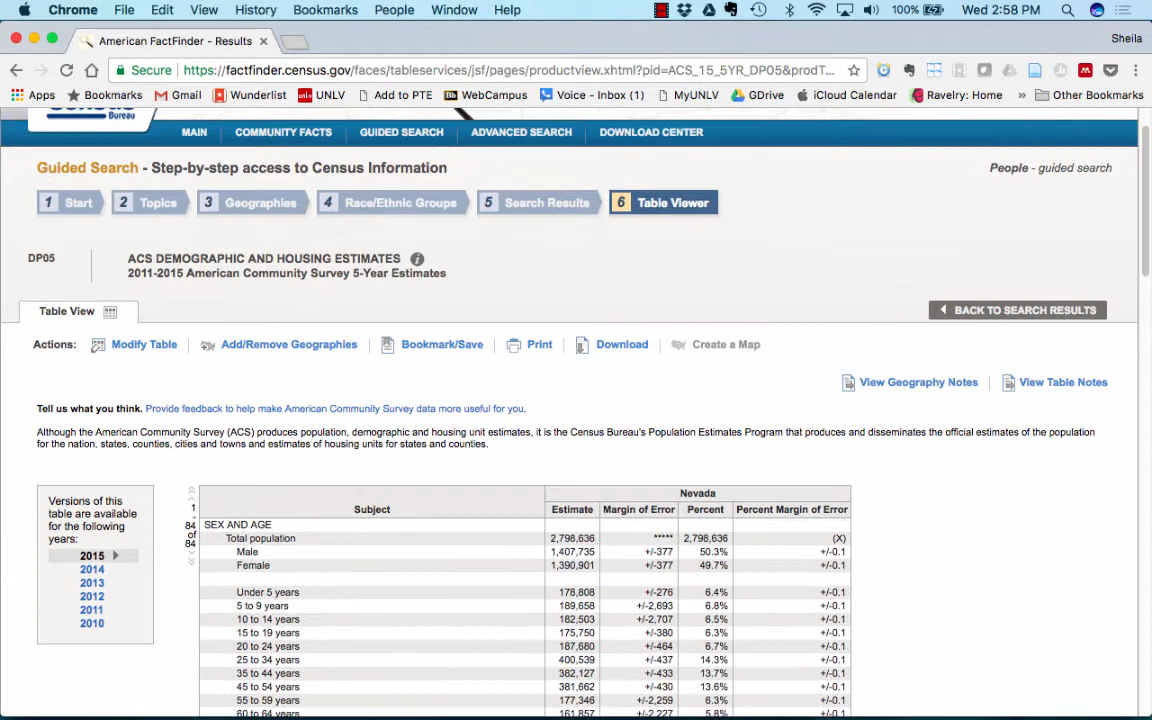 Chrome File Edit View History Bookmarks People Window Help 100% Wed 2:58 PM
American FactFinder - Results Sheila
Secure https://factfinder.census.gov/faces/tableservices/jsf/pages/productview.xhtml?pid=ACS_15_5YR_DP05&prodT...
Apps Bookmarks Gmail Wunderlist UNLV Add to PTE WebCampus Voice - Inbox (1) MyUNLV GDrive iCloud Calendar Ravelry: Home » Other Bookmarks
Bureau
MAIN COMMUNITY FACTS GUIDED SEARCH ADVANCED SEARCH DOWNLOAD CENTER
Guided Search - Step-by-step access to Census Information People - guided search
1 Start 2 Topics 3 Geographies 4 Race/Ethnic Groups 5 Search Results 6 Table Viewer
DP05 ACS DEMOGRAPHIC AND HOUSING ESTIMATES
2011-2015 American Community Survey 5-Year Estimates
Table View BACK TO SEARCH RESULTS
Actions: Modify Table Add/Remove Geographies Bookmark/Save Print Download Create a Map
View Geography Notes View Table Notes
Tell us what you think. Provide feedback to help make American Community Survey data more useful for you.
Although the American Community Survey (ACS) produces population, demographic and housing unit estimates, it is the Census Bureau's Population Estimates Program that produces and disseminates the official estimates of the population
for the nation, states, counties, cities and towns and estimates of housing units for states and counties.
Versions of this
table are available
for the following
years:
2015
2014
2013
2012
2011
2010
1
-
84
of
84
Subject Nevada
Estimate Margin of Error Percent Percent Margin of Error
SEX AND AGE
Total population 2,798,636 ***** 2,798,636 (X)
Male 1,407,735 +/-377 50.3% +/-0.1
Female 1,390,901 +/-377 49.7% +/-0.1
Under 5 years 178,808 +/-276 6.4% +/-0.1
5 to 9 years 189,658 +/-2,693 6.8% +/-0.1
10 to 14 years 182,503 +/-2,707 6.5% +/-0.1
15 to 19 years 175,750 +/-380 6.3% +/-0.1
20 to 24 years 187,680 +/-464 6.7% +/-0.1
25 to 34 years 400,539 +/-437 14.3% +/-0.1
35 to 44 years 382,127 +/-433 13.7% +/-0.1
45 to 54 years 381,662 +/-430 13.6% +/-0.1
55 to 59 years 177,346 +/-2,259 6.3% +/-0.1
60 to 64 years 161,857 +/-2,227 5.8% +/-0.1